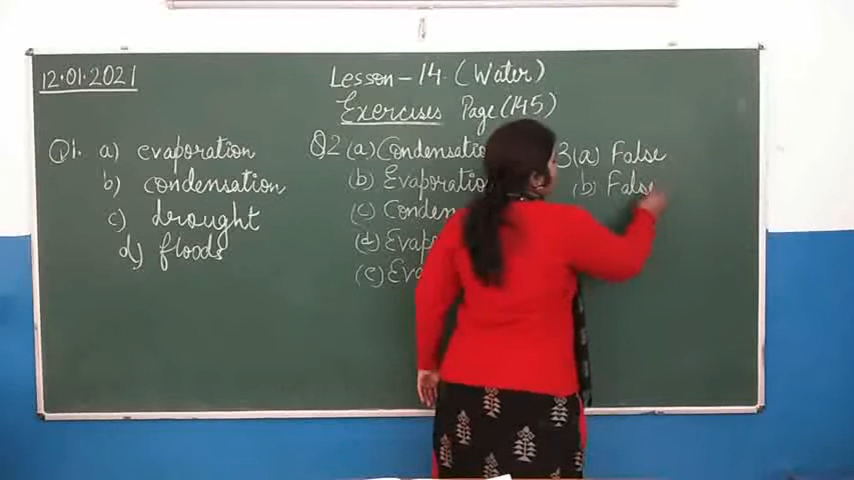 12.01.2021
Lesson-14. (Water)
Exercises Page (145)
Q1. a) evaporation
b) condensation
c) drought
d) floods
Q2 (a) Condensatio
(b) Evaporatio
(c) Conden
(d) Evap
(e) Eva
3 (a) False
(b) False